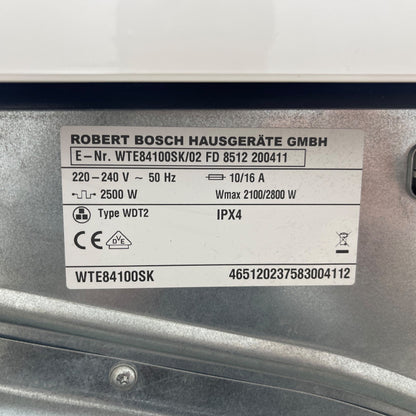 ROBERT BOSCH HAUSGERÄTE GMBH
E-Nr. WTE84100SK/02 FD 8512 200411
220-240 V ~ 50 Hz 10/16 A
2500 W Wmax 2100/2800 W
Type WDT2 IPX4
CE DVE
WTE84100SK 465120237583004112